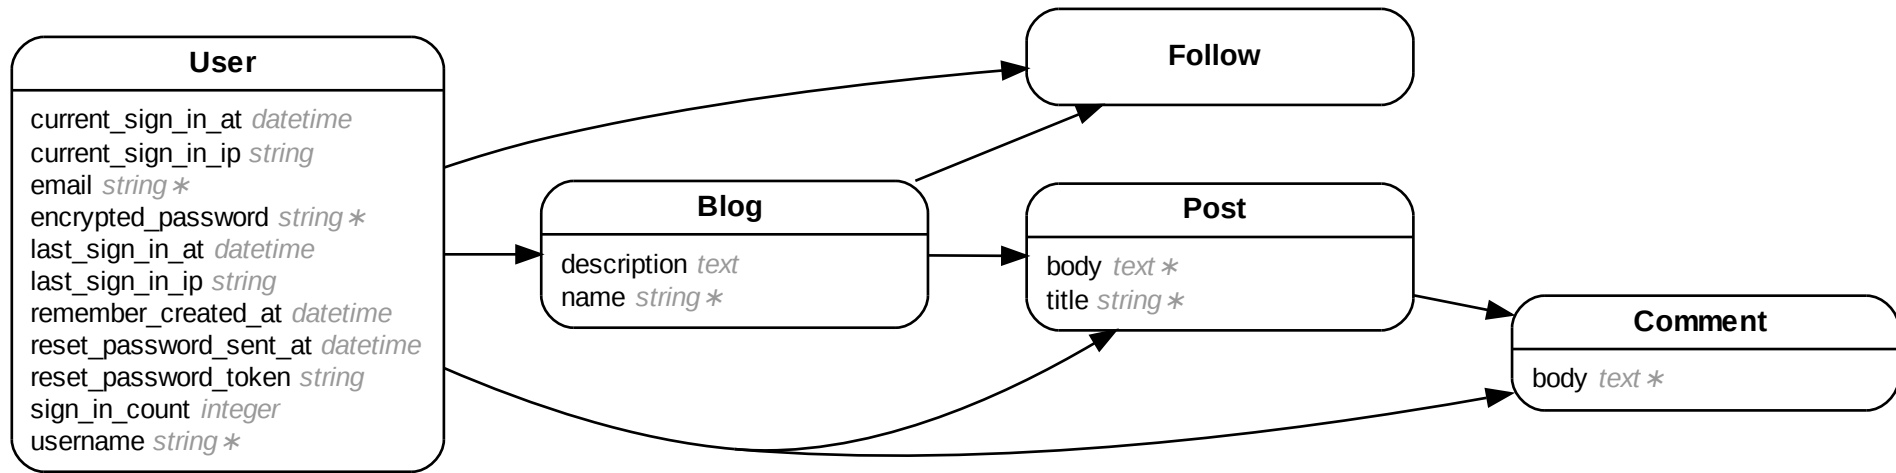 User
current_sign_in_at datetime
current_sign_in_ip string
email string ∗
encrypted_password string ∗
last_sign_in_at datetime
last_sign_in_ip string
remember_created_at datetime
reset_password_sent_at datetime
reset_password_token string
sign_in_count integer
username string ∗
Blog
description text
name string ∗
Follow
Post
body text ∗
title string ∗
Comment
body text ∗